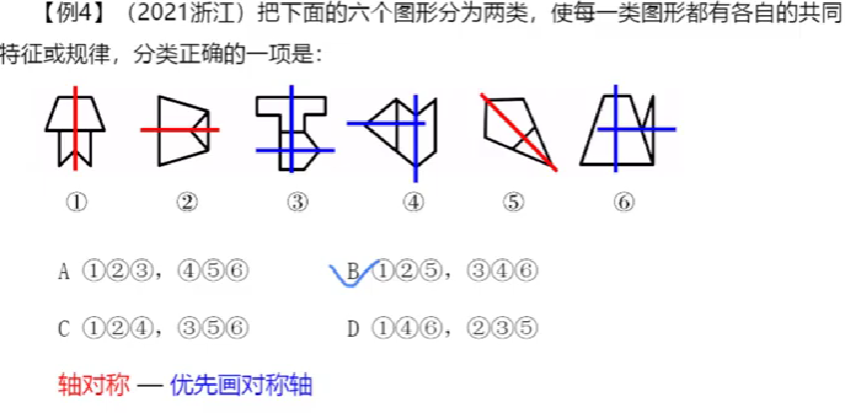 【例4】（2021浙江）把下面的六个图形分为两类，使每一类图形都有各自的共同
特征或规律，分类正确的一项是：
① ② ③ ④ ⑤ ⑥
A ①②③，④⑤⑥ B ①②⑤，③④⑥
C ①②④，③⑤⑥ D ①④⑥，②③⑤
轴对称 — 优先画对称轴